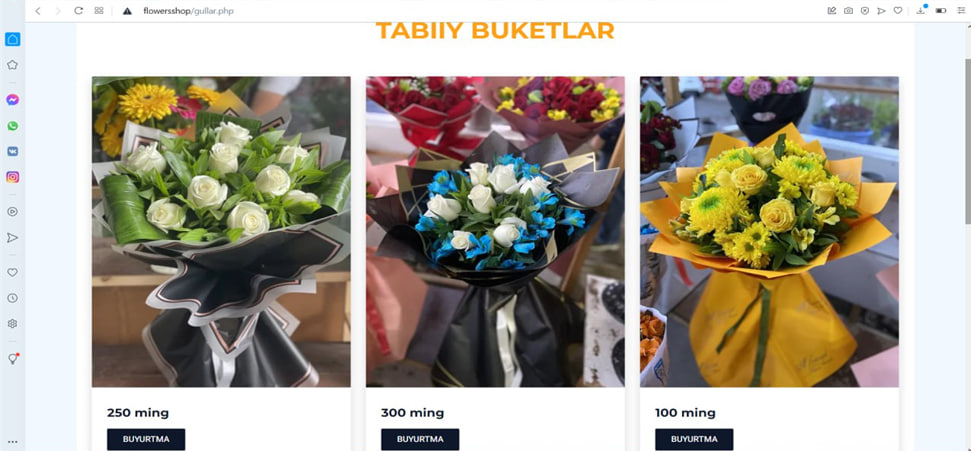 flowersshop/gullar.php
TABIIY BUKETLAR
250 ming
300 ming
100 ming
BUYURTMA
BUYURTMA
BUYURTMA